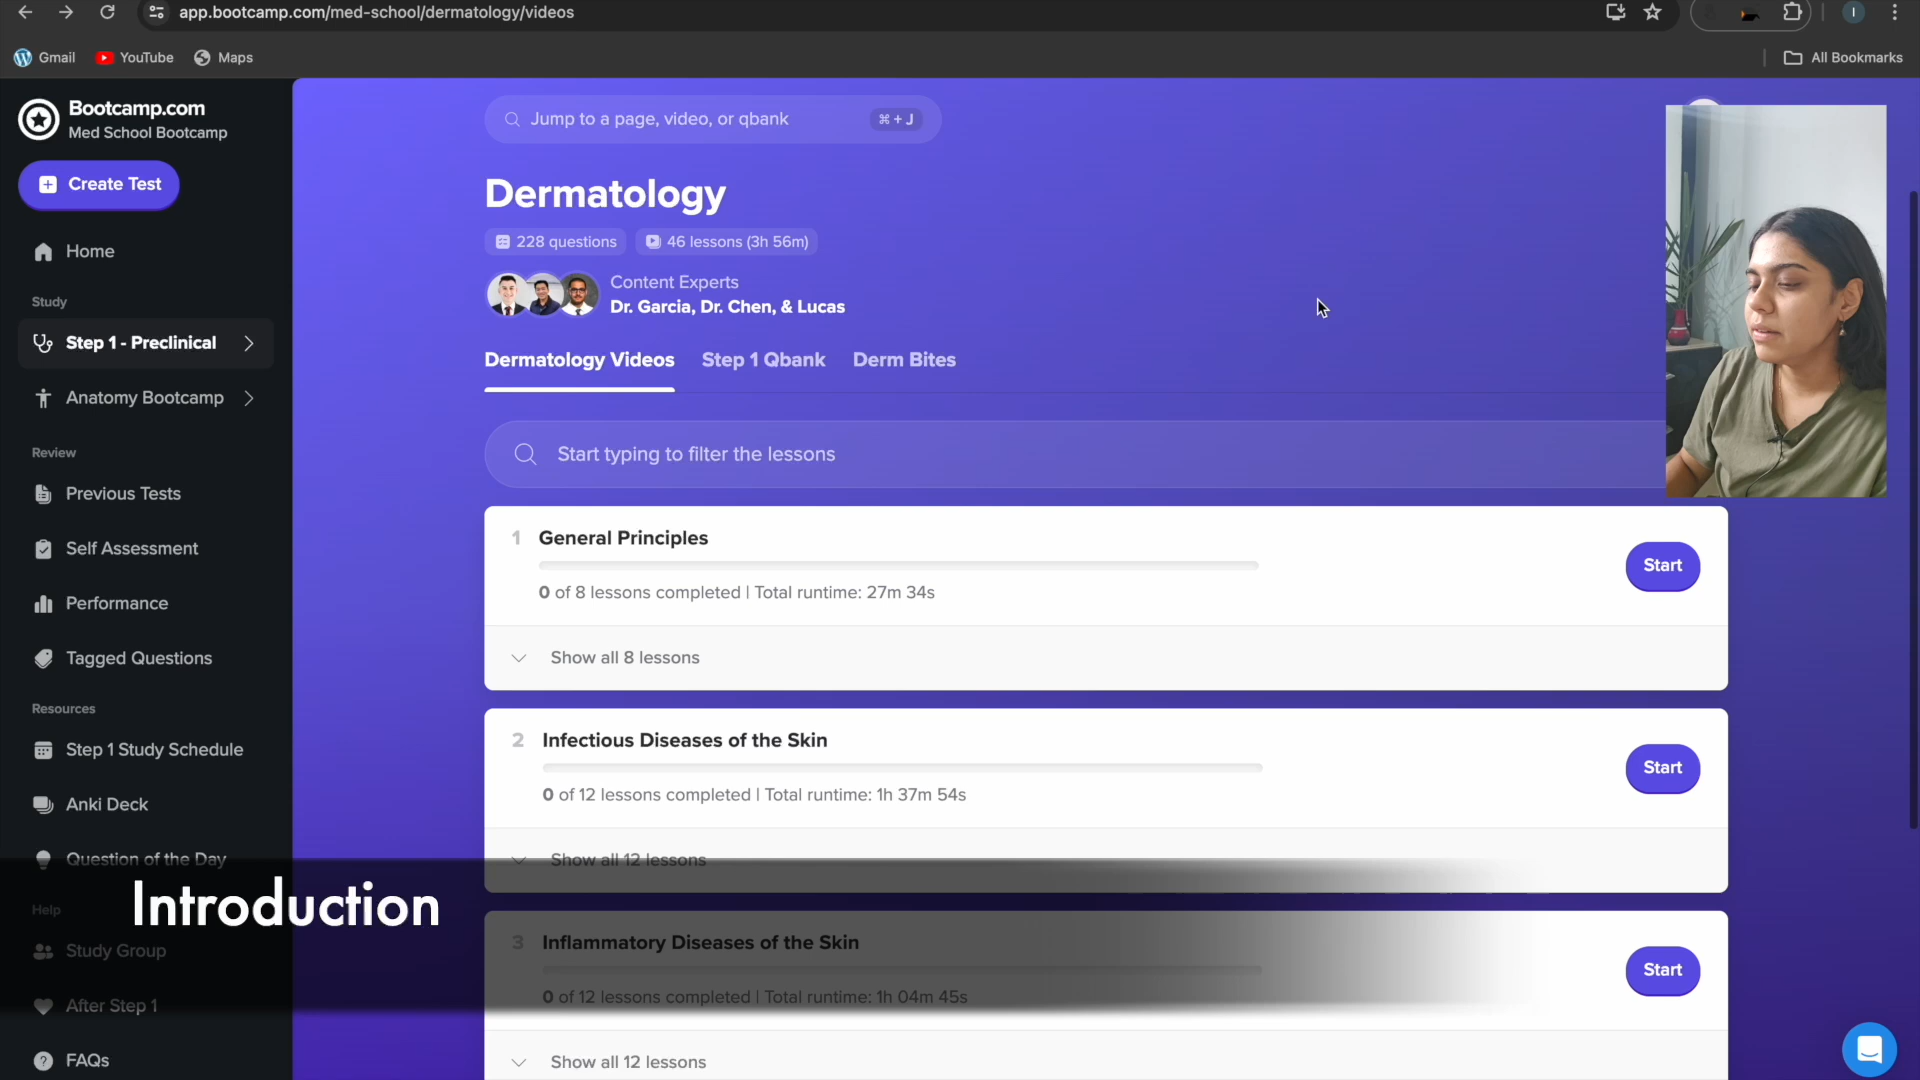 app.bootcamp.com/med-school/dermatology/videos
I
Gmail
YouTube
Maps
All Bookmarks
Bootcamp.com
Med School Bootcamp
Create Test
Home
Study
Step 1 - Preclinical
Anatomy Bootcamp
Review
Previous Tests
Self Assessment
Performance
Tagged Questions
Resources
Step 1 Study Schedule
Anki Deck
Question of the Day
Help
Study Group
After Step 1
FAQs
Jump to a page, video, or qbank
⌘ + J
Dermatology
228 questions
46 lessons (3h 56m)
Content Experts
Dr. Garcia, Dr. Chen, & Lucas
Dermatology Videos
Step 1 Qbank
Derm Bites
Start typing to filter the lessons
1 General Principles
0 of 8 lessons completed | Total runtime: 27m 34s
Start
Show all 8 lessons
2 Infectious Diseases of the Skin
0 of 12 lessons completed | Total runtime: 1h 37m 54s
Start
Show all 12 lessons
3 Inflammatory Diseases of the Skin
0 of 12 lessons completed | Total runtime: 1h 04m 45s
Start
Show all 12 lessons
Introduction